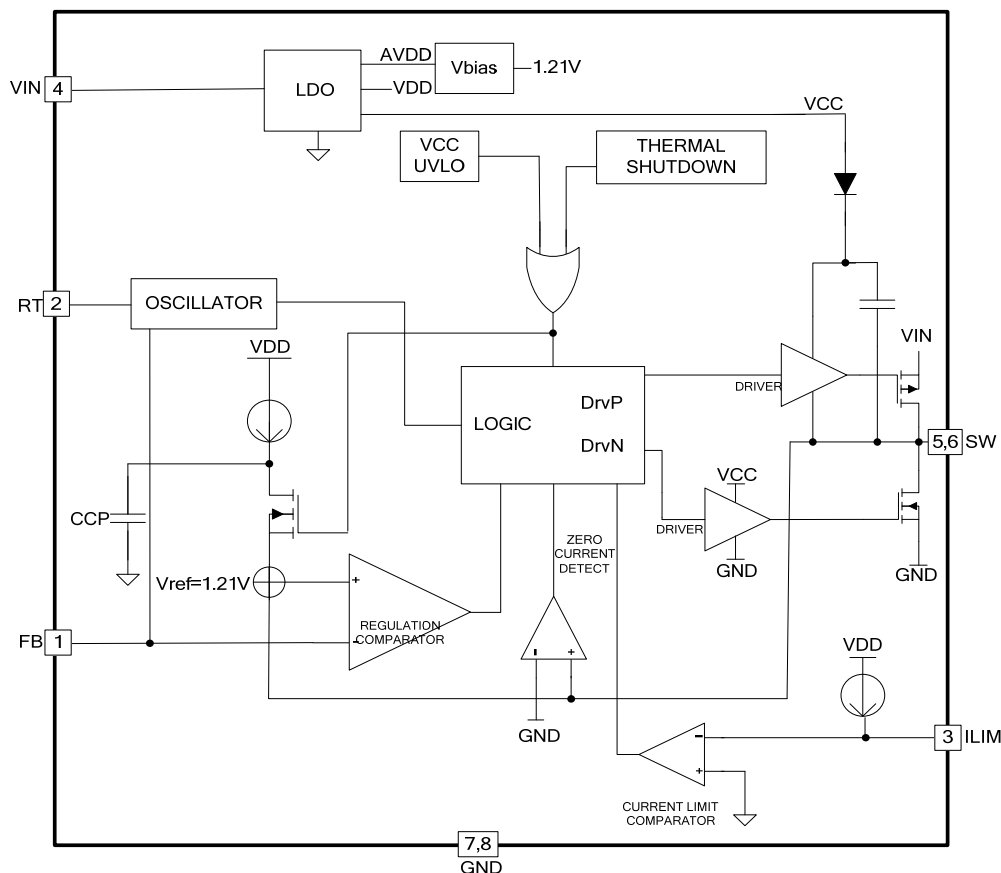 AVDD
Vbias
1.21V
VIN
4
LDO
VDD
VCC
VCC
UVLO
THERMAL
SHUTDOWN
RT
2
OSCILLATOR
VDD
VIN
DrvP
DRIVER
LOGIC
DrvN
5,6
SW
VCC
CCP
DRIVER
ZERO
CURRENT
DETECT
GND
GND
Vref=1.21V
+
REGULATION
COMPARATOR
-
FB
1
-
+
VDD
GND
-
3
ILIM
+
CURRENT LIMIT
COMPARATOR
7,8
GND